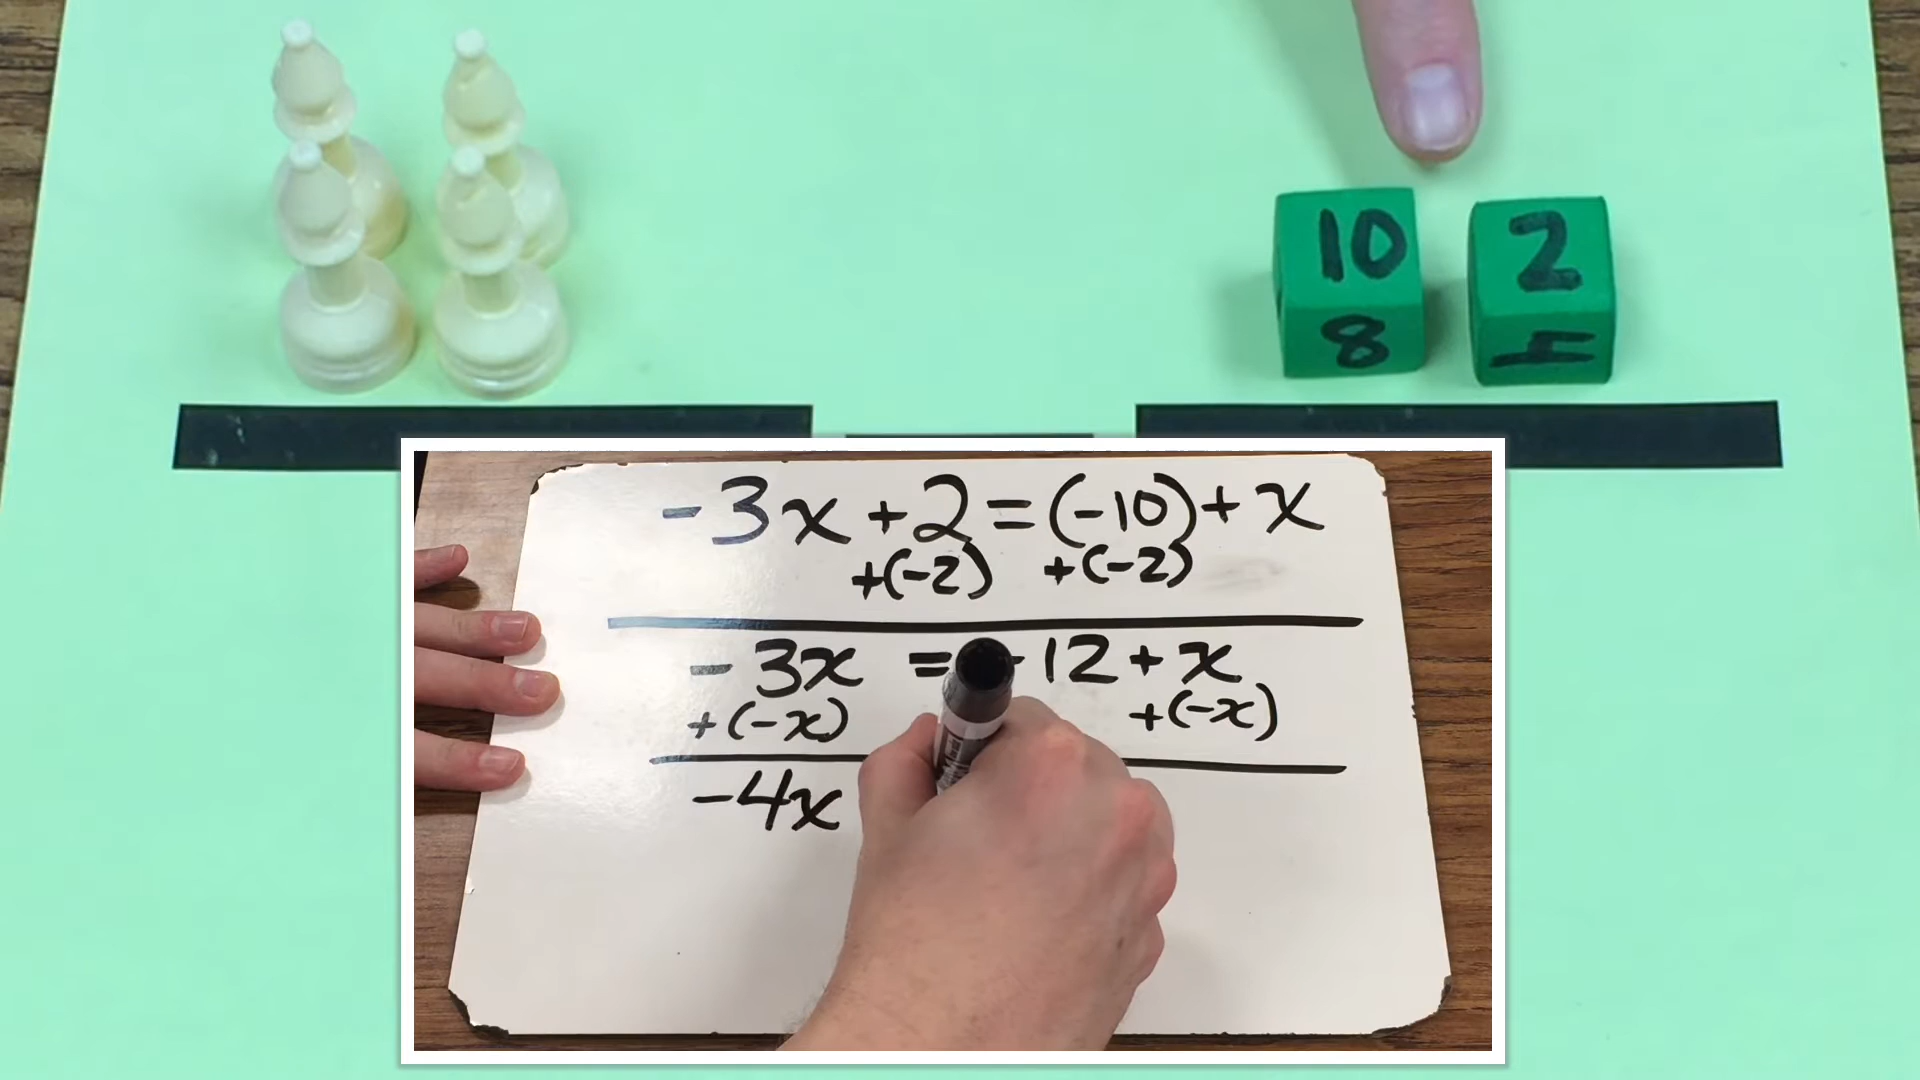 10 2
8 4
-3x+2=(-10)+x
+(-2) +(-2)
-3x = -12+x
+(-x) +(-x)
-4x